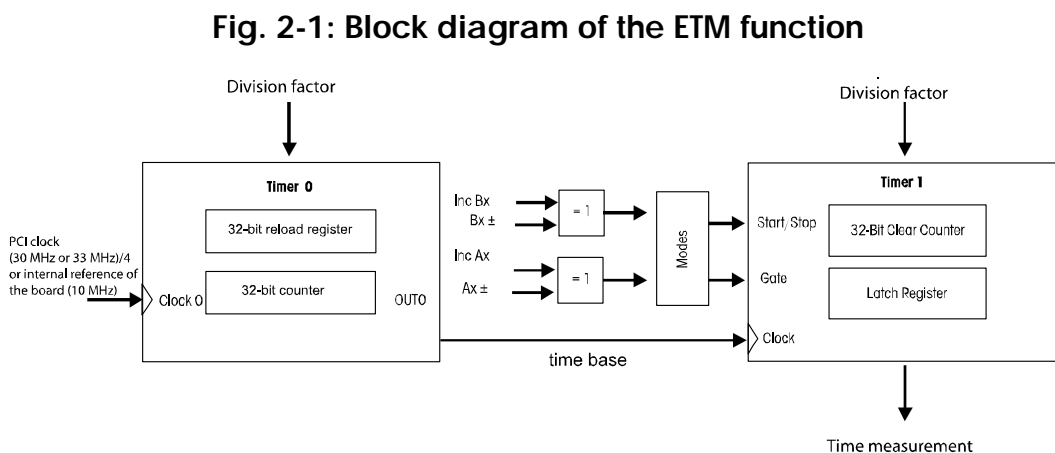 Fig. 2-1: Block diagram of the ETM function
Division factor
Division factor
Timer 0
32-bit reload register
32-bit counter
PCI clock
(30 MHz or 33 MHz)/4
or internal reference of
the board (10 MHz)
Clock 0
OUT0
Inc Bx
Bx ±
= 1
Inc Ax
Ax ±
= 1
Modes
time base
Timer 1
Start/Stop
32-Bit Clear Counter
Gate
Latch Register
Clock
Time measurement